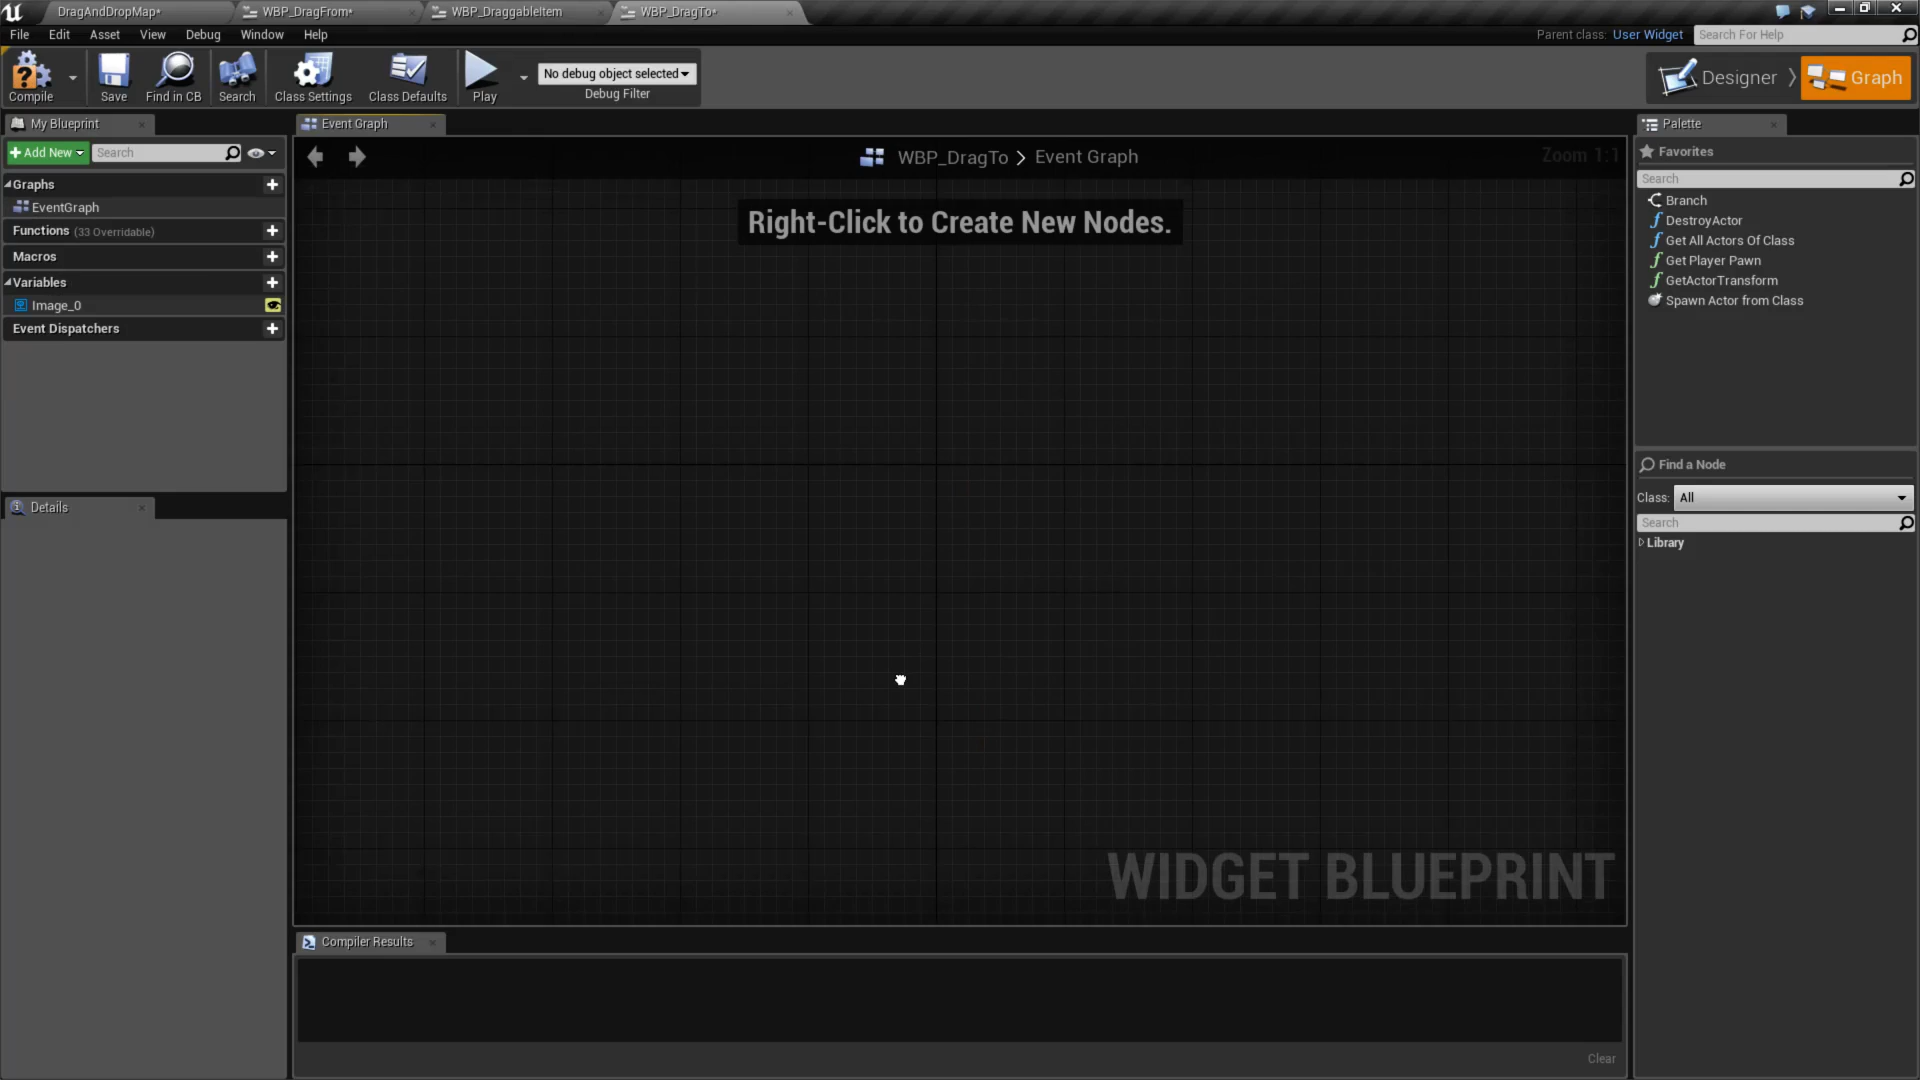 DragAndDropMap*
WBP_DragFrom*
WBP_DraggableItem
WBP_DragTo*
File Edit Asset View Debug Window Help
Parent class: User Widget
Search For Help
Compile
Save
Find in CB
Search
Class Settings
Class Defaults
Play
No debug object selected
Debug Filter
Designer
Graph
My Blueprint
Add New
Search
Graphs
EventGraph
Functions (33 Overridable)
Macros
Variables
Image_0
Event Dispatchers
Details
Event Graph
WBP_DragTo > Event Graph
Zoom 1:1
Right-Click to Create New Nodes.
WIDGET BLUEPRINT
Compiler Results
Clear
Palette
Favorites
Search
Branch
DestroyActor
Get All Actors Of Class
Get Player Pawn
GetActorTransform
Spawn Actor from Class
Find a Node
Class: All
Search
Library